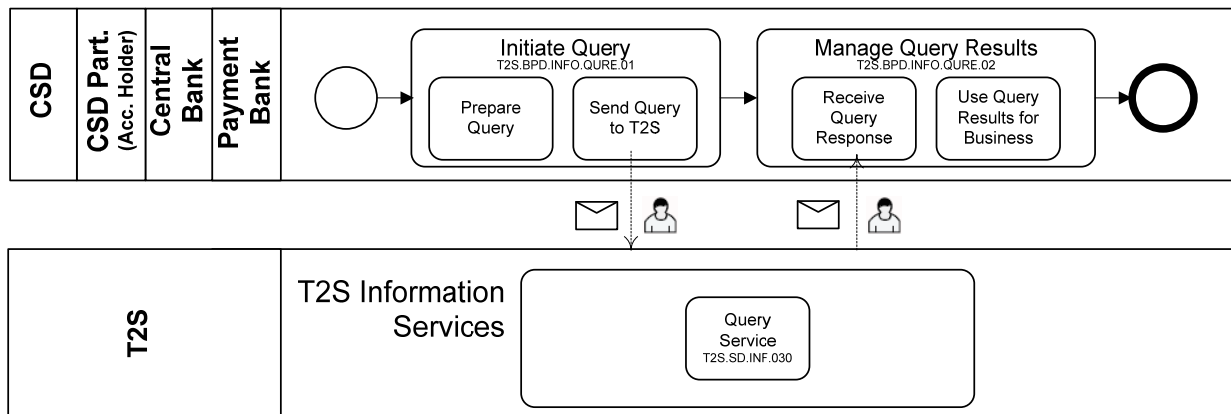 CSD
CSD Part.
(Acc. Holder)
Central
Bank
Payment
Bank
Initiate Query
T2S.BPD.INFO.QURE.01
Prepare
Query
Send Query
to T2S
Manage Query Results
T2S.BPD.INFO.QURE.02
Receive
Query
Response
Use Query
Results for
Business
T2S
T2S Information
Services
Query
Service
T2S.SD.INF.030